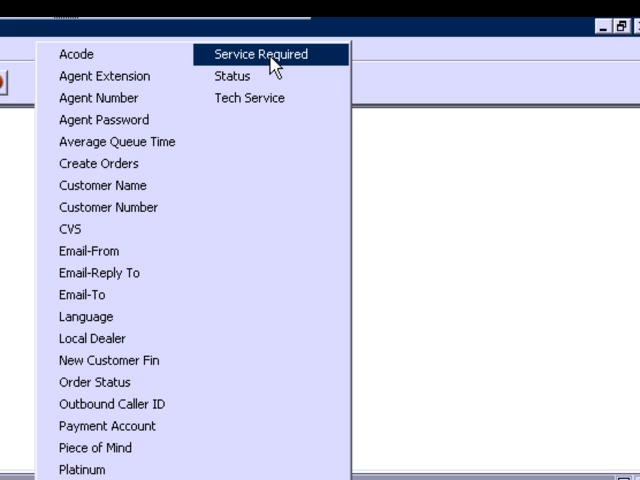 Acode
Agent Extension
Agent Number
Agent Password
Average Queue Time
Create Orders
Customer Name
Customer Number
CVS
Email-From
Email-Reply To
Email-To
Language
Local Dealer
New Customer Fin
Order Status
Outbound Caller ID
Payment Account
Piece of Mind
Platinum
Service Required
Status
Tech Service